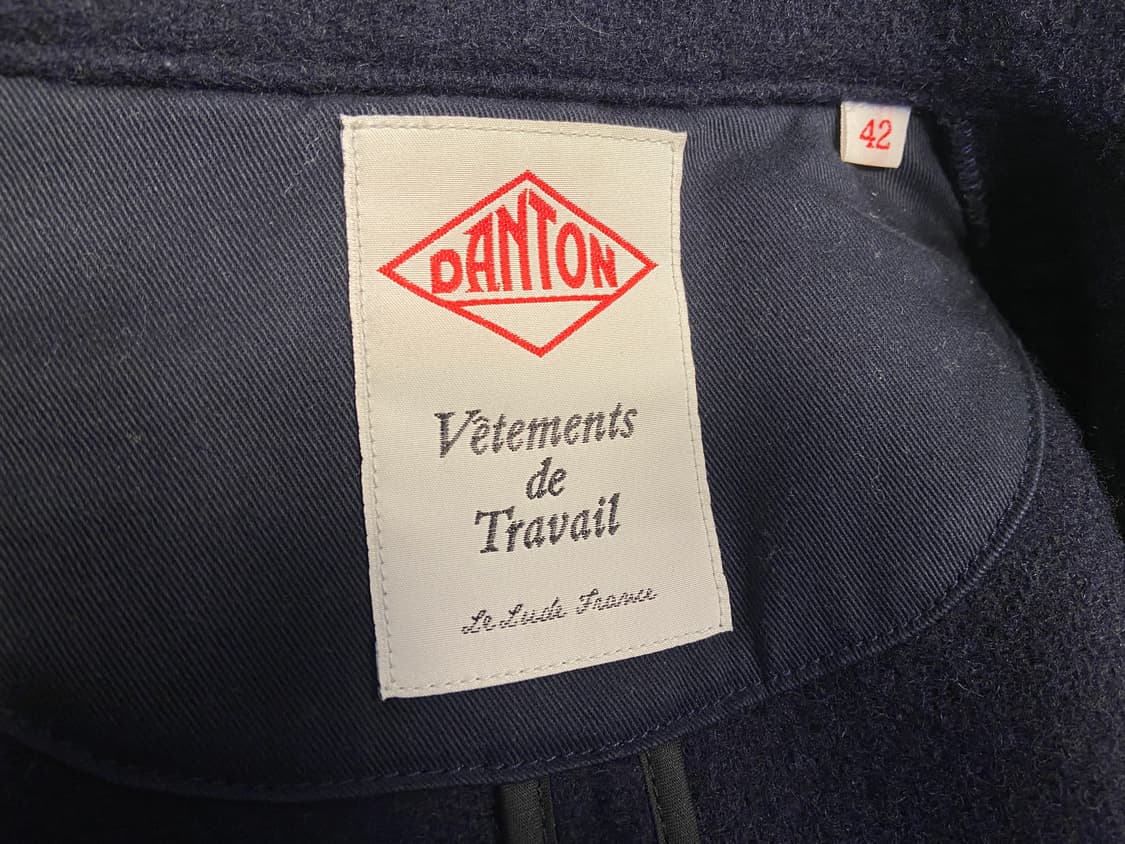 42
DANTON
Vêtements
de
Travail
Le Lude France